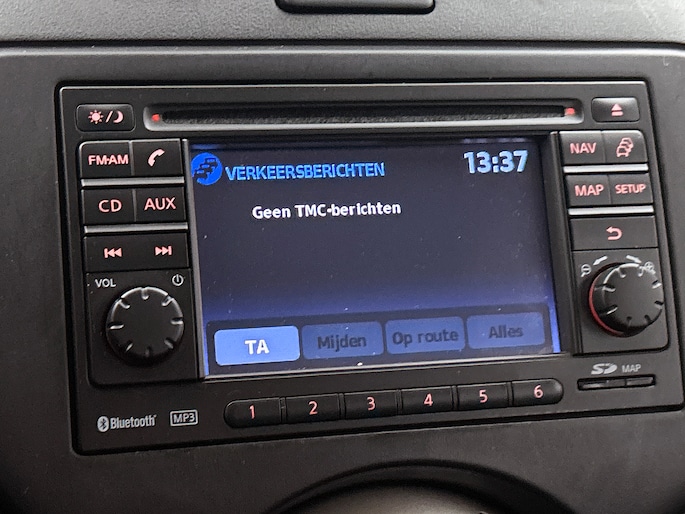 FM·AM
CD AUX
VOL
VERKEERSBERICHTEN 13:37
Geen TMC-berichten
TA Mijden Op route Alles
NAV
MAP SETUP
SD MAP
Bluetooth® MP3
1 2 3 4 5 6